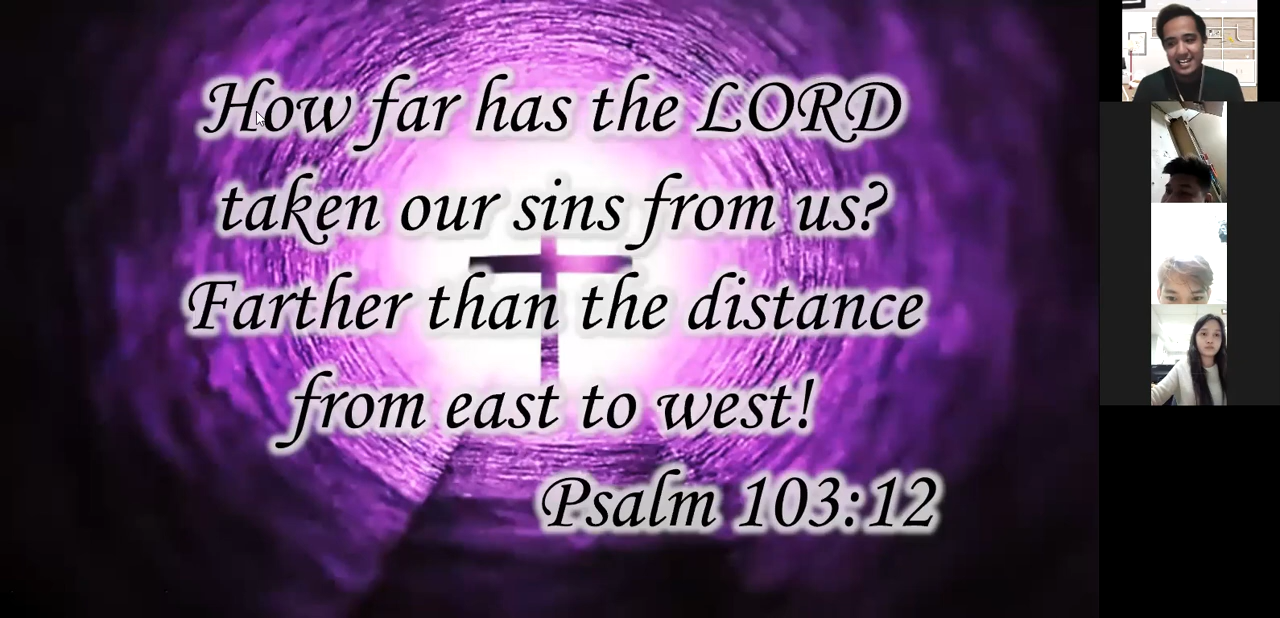 How far has the LORD
taken our sins from us?
Farther than the distance
from east to west!
Psalm 103:12